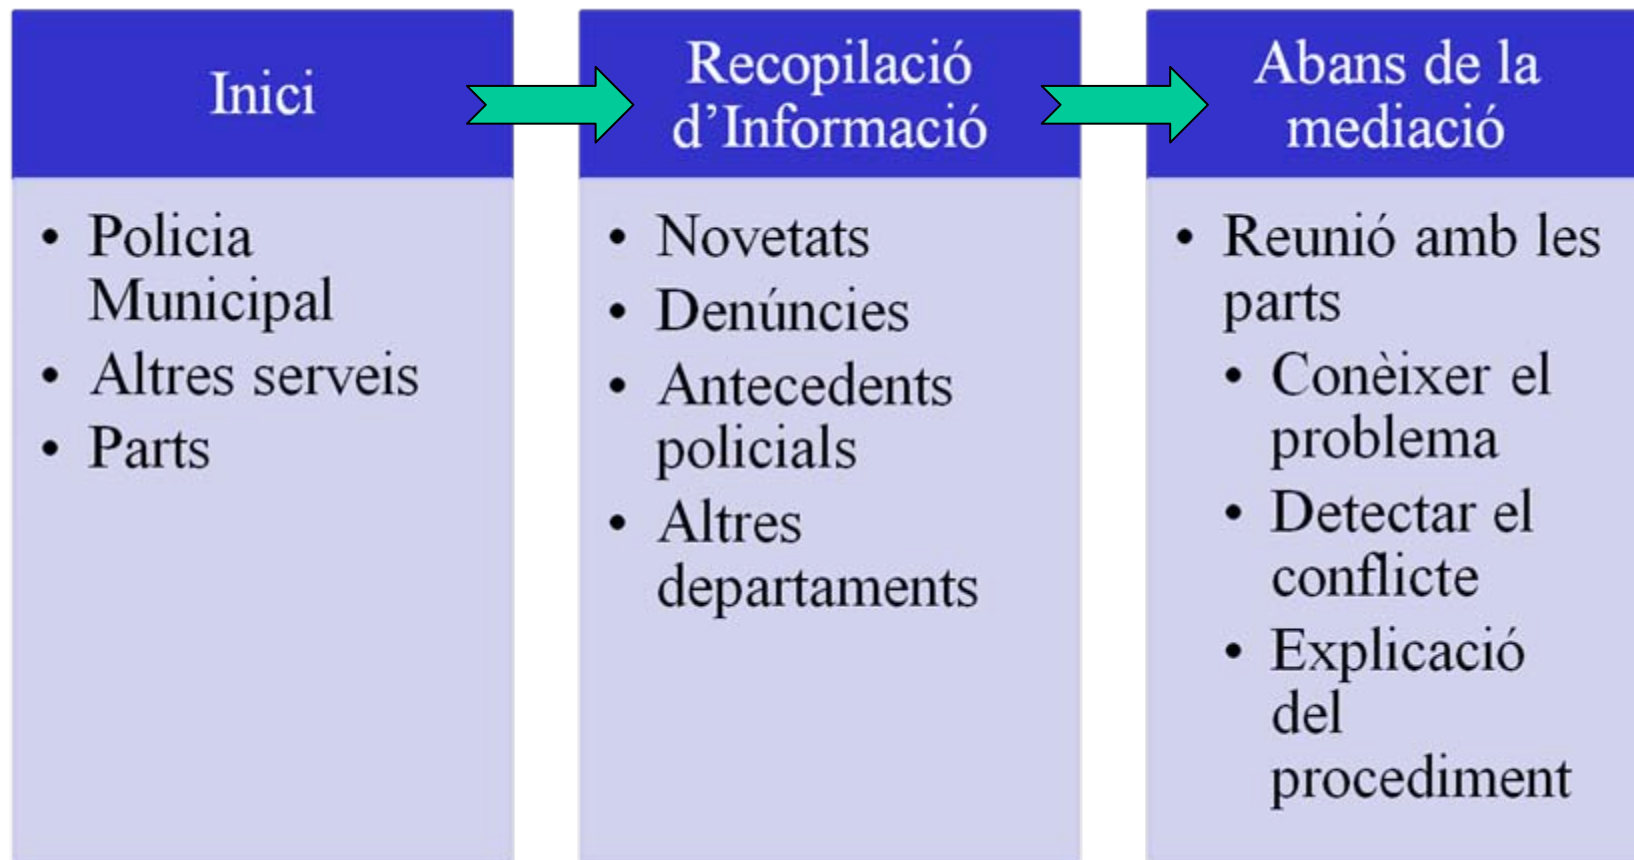 Inici
• Policia
Municipal
• Altres serveis
• Parts
Recopilació
d’Informació
• Novetats
• Denúncies
• Antecedents
policials
• Altres
departaments
Abans de la
mediació
• Reunió amb les
parts
• Conèixer el
problema
• Detectar el
conflicte
• Explicació
del
procediment